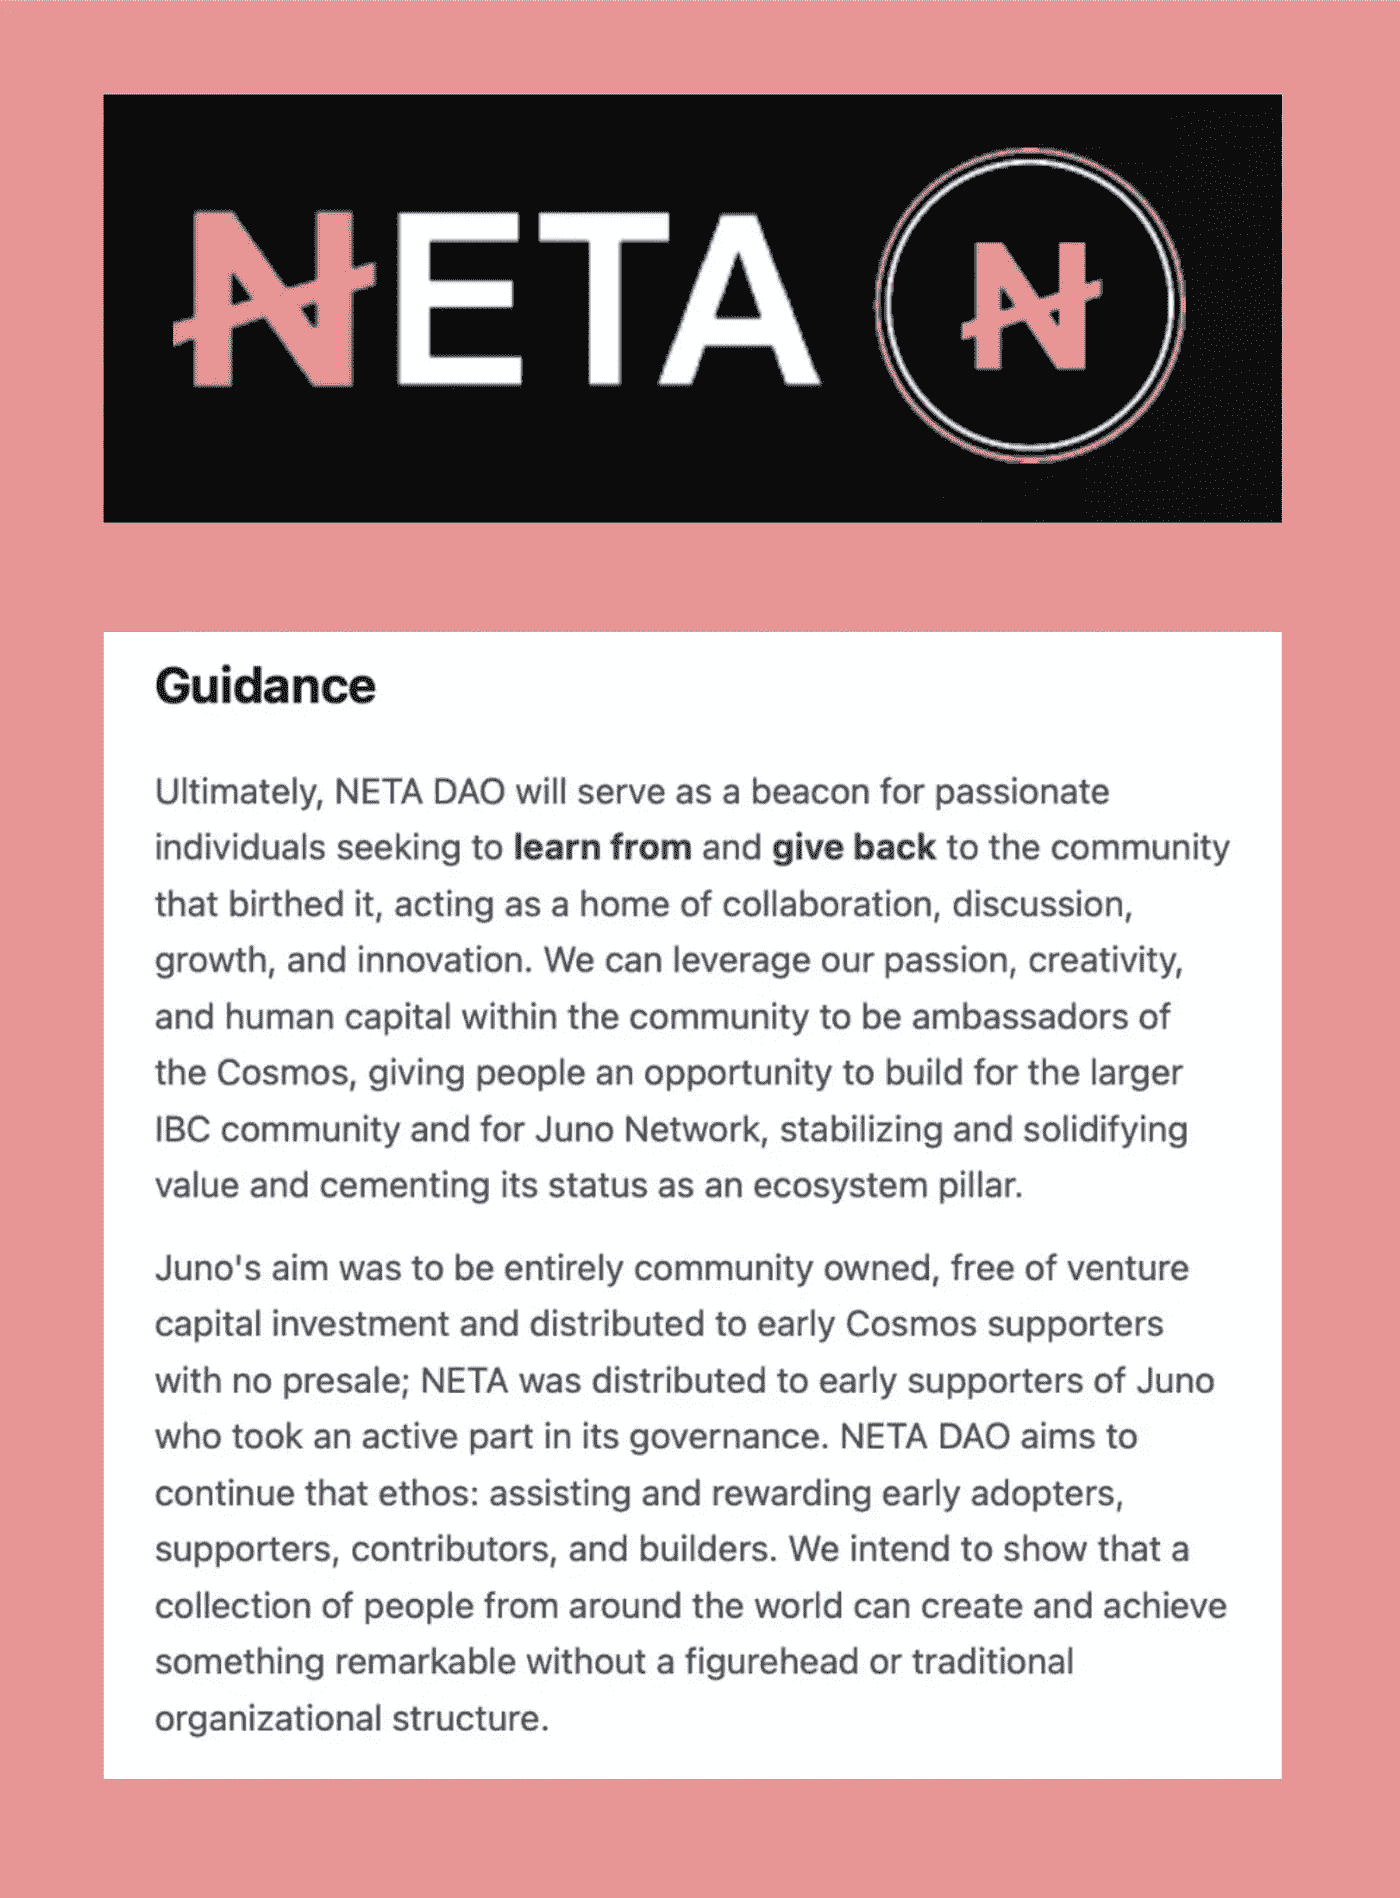 NETA N
Guidance
Ultimately, NETA DAO will serve as a beacon for passionate
individuals seeking to learn from and give back to the community
that birthed it, acting as a home of collaboration, discussion,
growth, and innovation. We can leverage our passion, creativity,
and human capital within the community to be ambassadors of
the Cosmos, giving people an opportunity to build for the larger
IBC community and for Juno Network, stabilizing and solidifying
value and cementing its status as an ecosystem pillar.
Juno's aim was to be entirely community owned, free of venture
capital investment and distributed to early Cosmos supporters
with no presale; NETA was distributed to early supporters of Juno
who took an active part in its governance. NETA DAO aims to
continue that ethos: assisting and rewarding early adopters,
supporters, contributors, and builders. We intend to show that a
collection of people from around the world can create and achieve
something remarkable without a figurehead or traditional
organizational structure.